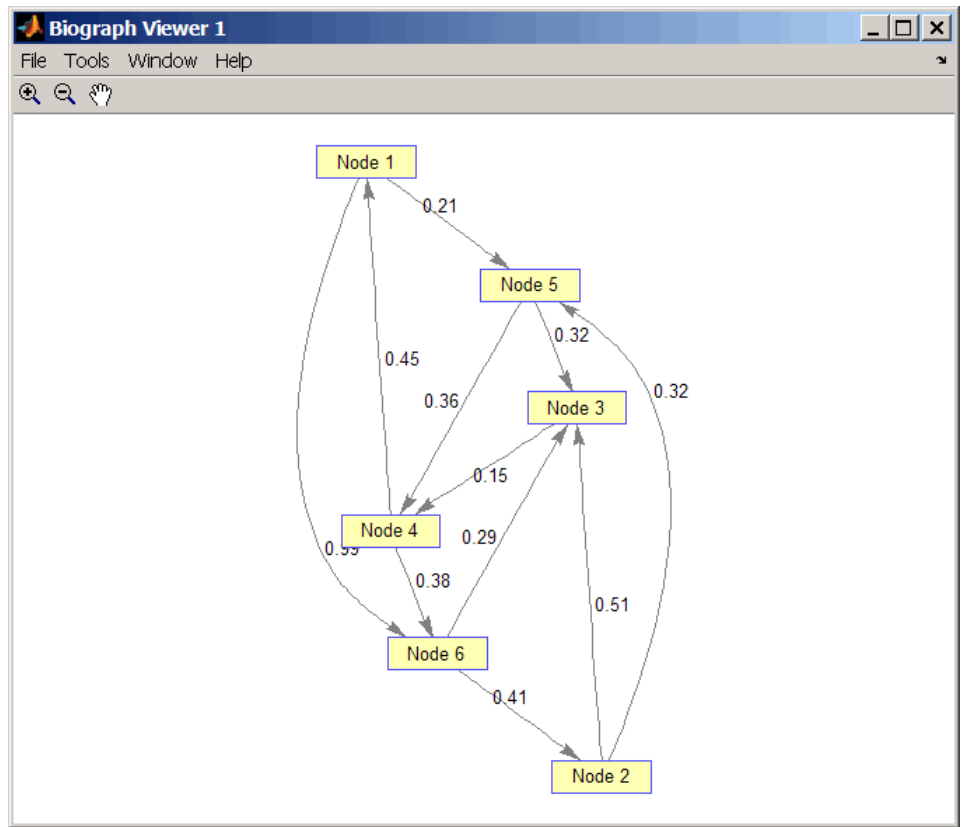 Biograph Viewer 1
File Tools Window Help
Node 1
0.21
Node 5
0.32
0.45
0.32
0.36
Node 3
0.15
Node 4
0.29
0.99
0.38
0.51
Node 6
0.41
Node 2